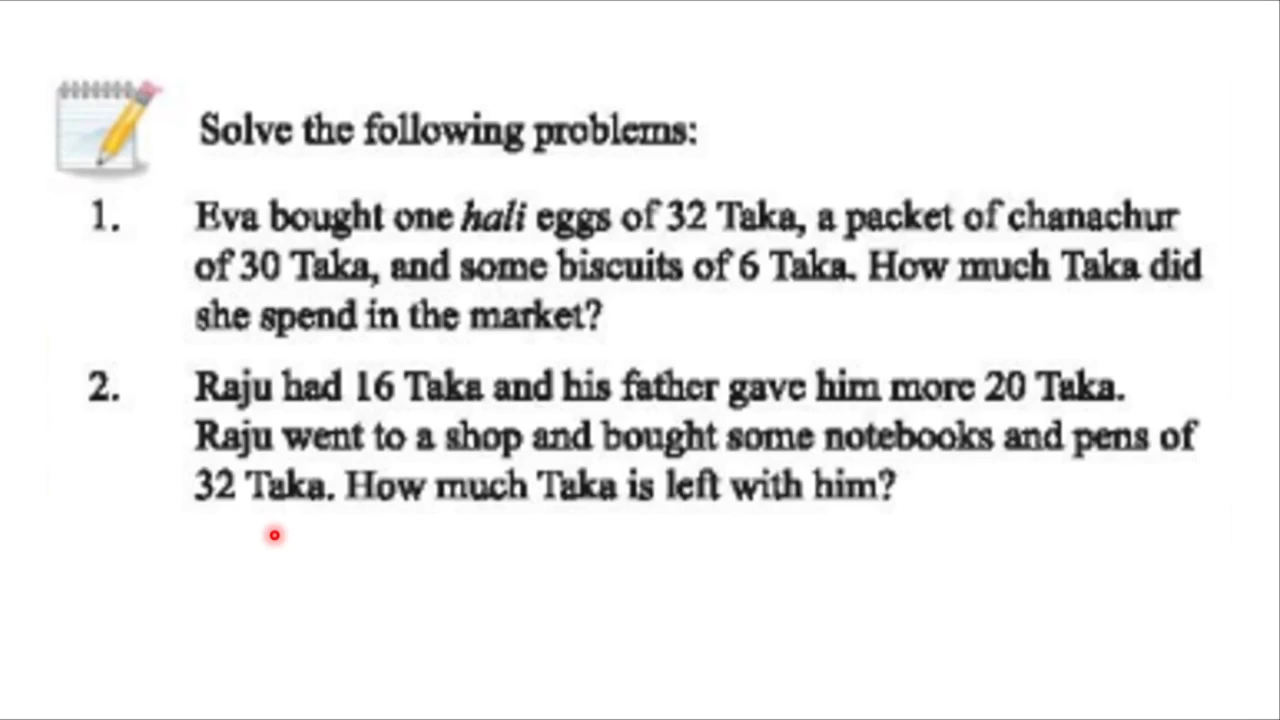 Solve the following problems:
1. Eva bought one hali eggs of 32 Taka, a packet of chanachur
of 30 Taka, and some biscuits of 6 Taka. How much Taka did
she spend in the market?
2. Raju had 16 Taka and his father gave him more 20 Taka.
Raju went to a shop and bought some notebooks and pens of
32 Taka. How much Taka is left with him?